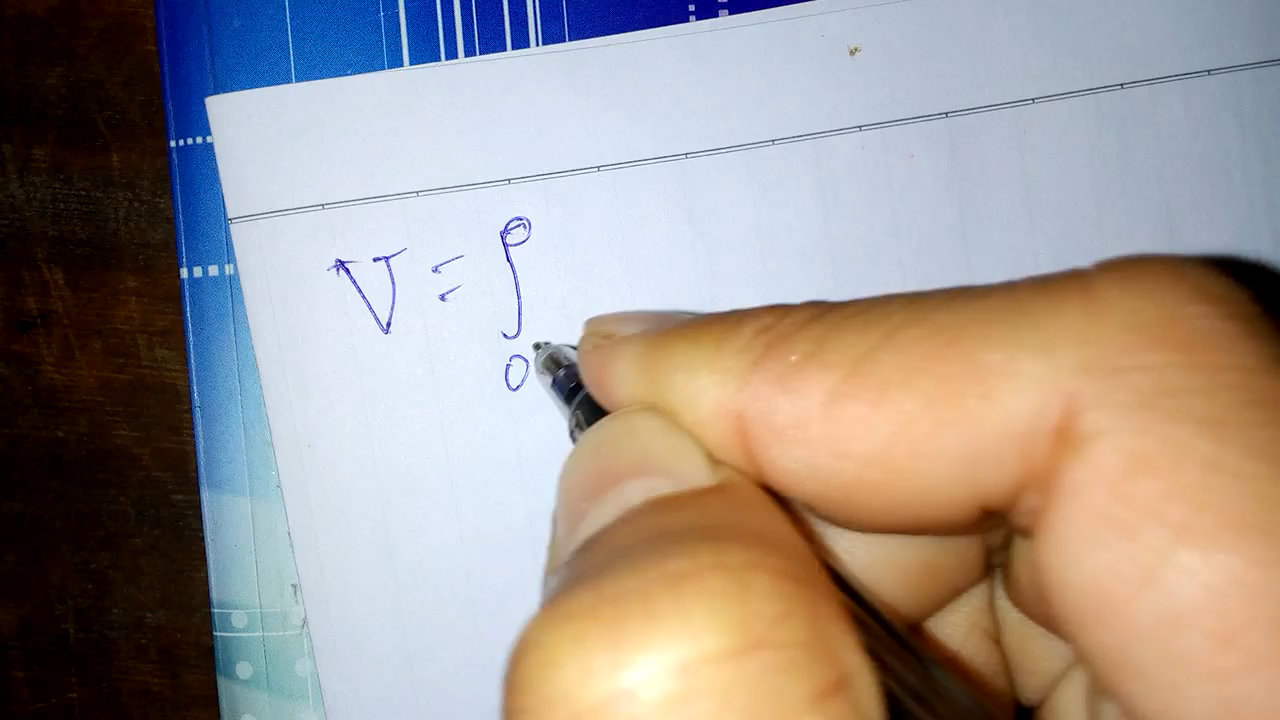 V = ∫
0